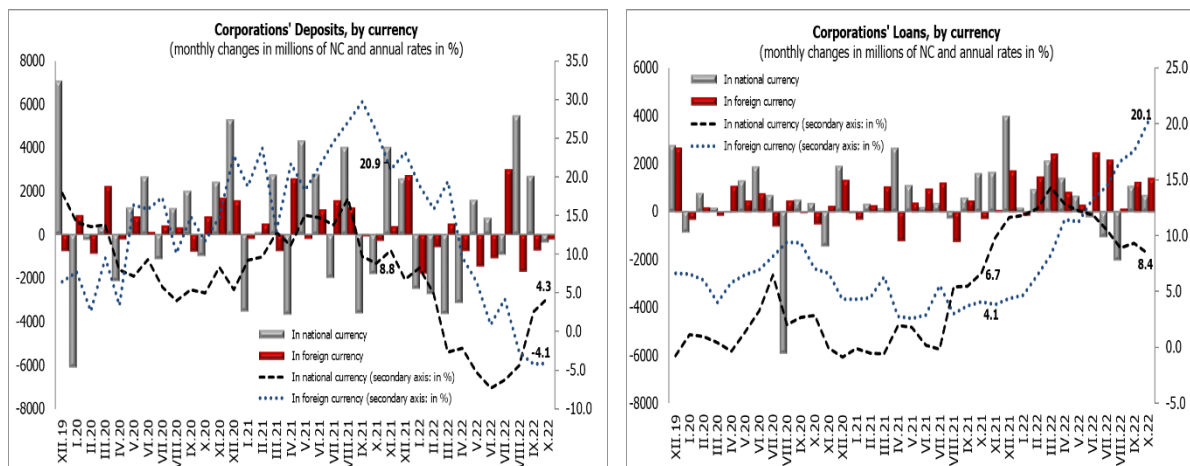 Corporations' Deposits, by currency
(monthly changes in millions of NC and annual rates in %)
8000
6000
4000
2000
0
-2000
-4000
-6000
-8000
35.0
30.0
25.0
20.0
15.0
10.0
5.0
0.0
-5.0
-10.0
20.9
8.8
4.3
-4.1
In national currency
In foreign currency
In national currency (secondary axis: in %)
In foreign currency (secondary axis: in %)
XII.19
I.20
II.20
III.20
IV.20
V.20
VI.20
VII.20
VIII.20
IX.20
X.20
XII.20
I.21
II.21
III.21
IV.21
V.21
VI.21
VII.21
VIII.21
IX.21
X.21
XII.21
I.22
II.22
III.22
IV.22
V.22
VI.22
VII.22
VIII.22
IX.22
X.22
Corporations' Loans, by currency
(monthly changes in millions of NC and annual rates in %)
6000
4000
2000
0
-2000
-4000
-6000
-8000
25.0
20.0
15.0
10.0
5.0
0.0
-5.0
In national currency
In foreign currency
In national currency (secondary axis: in %)
In foreign currency (secondary axis: in %)
20.1
6.7
4.1
8.4
XII.19
I.20
II.20
III.20
IV.20
V.20
VI.20
VII.20
VIII.20
IX.20
X.20
XII.20
I.21
II.21
III.21
IV.21
V.21
VI.21
VII.21
VIII.21
IX.21
X.21
XII.21
I.22
II.22
III.22
IV.22
V.22
VI.22
VII.22
VIII.22
IX.22
X.22